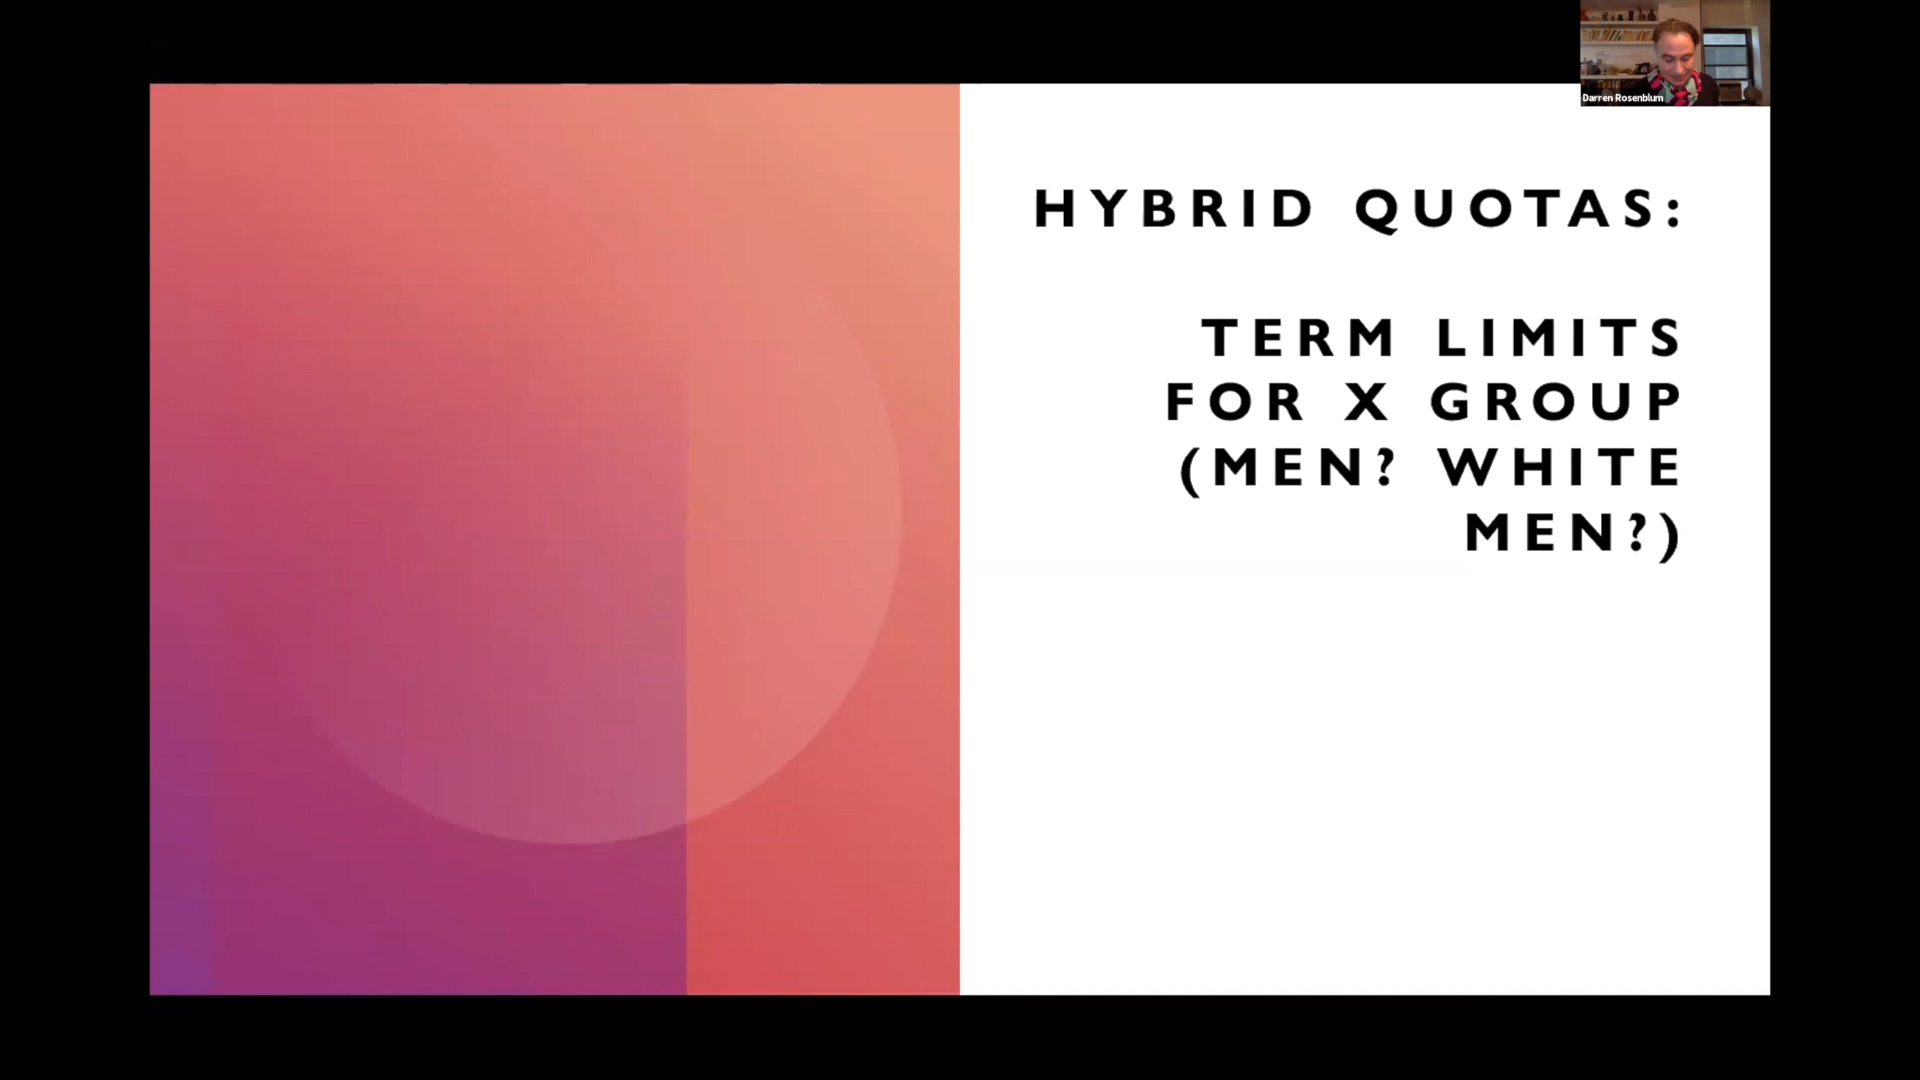 Darren Rosenblum
HYBRID QUOTAS:
TERM LIMITS
FOR X GROUP
(MEN? WHITE
MEN?)